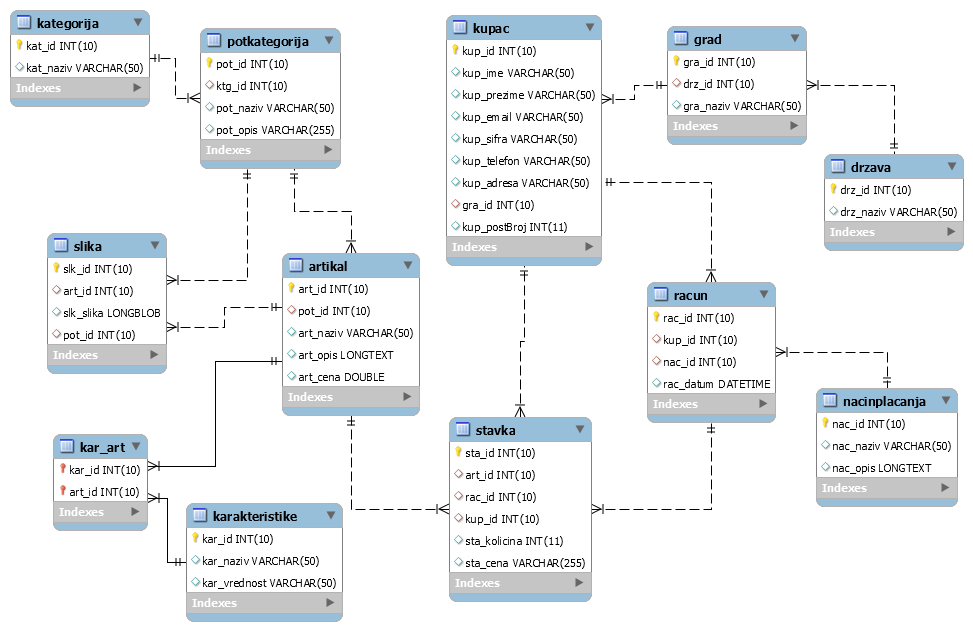 kategorija
kat_id INT(10)
kat_naziv VARCHAR(50)
Indexes
potkategorija
pot_id INT(10)
ktg_id INT(10)
pot_naziv VARCHAR(50)
pot_opis VARCHAR(255)
Indexes
kupac
kup_id INT(10)
kup_ime VARCHAR(50)
kup_prezime VARCHAR(50)
kup_email VARCHAR(50)
kup_sifra VARCHAR(50)
kup_telefon VARCHAR(50)
kup_adresa VARCHAR(50)
gra_id INT(10)
kup_postBroj INT(11)
Indexes
grad
gra_id INT(10)
drz_id INT(10)
gra_naziv VARCHAR(50)
Indexes
drzava
drz_id INT(10)
drz_naziv VARCHAR(50)
Indexes
slika
slk_id INT(10)
art_id INT(10)
slk_slika LONGBLOB
pot_id INT(10)
Indexes
artikal
art_id INT(10)
pot_id INT(10)
art_naziv VARCHAR(50)
art_opis LONGTEXT
art_cena DOUBLE
Indexes
racun
rac_id INT(10)
kup_id INT(10)
nac_id INT(10)
rac_datum DATETIME
Indexes
nacinplacanja
nac_id INT(10)
nac_naziv VARCHAR(50)
nac_opis LONGTEXT
Indexes
kar_art
kar_id INT(10)
art_id INT(10)
Indexes
karakteristike
kar_id INT(10)
kar_naziv VARCHAR(50)
kar_vrednost VARCHAR(50)
Indexes
stavka
sta_id INT(10)
art_id INT(10)
rac_id INT(10)
kup_id INT(10)
sta_kolicina INT(11)
sta_cena VARCHAR(255)
Indexes